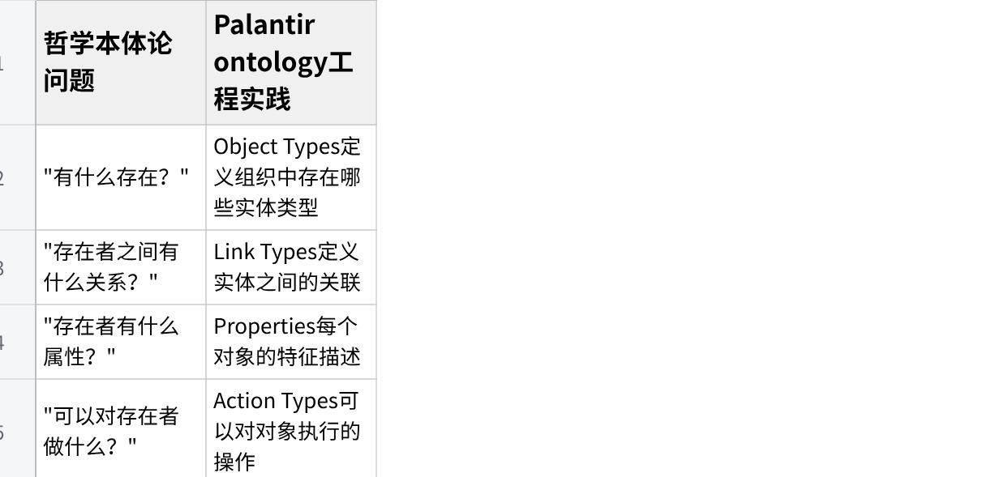 1
哲学本体论
问题
Palantir
ontology工
程实践
2
"有什么存在？"
Object Types定
义组织中存在哪
些实体类型
3
"存在者之间有
什么关系？"
Link Types定义
实体之间的关联
4
"存在者有什么
属性？"
Properties每个
对象的特征描述
5
"可以对存在者
做什么？"
Action Types可
以对对象执行的
操作